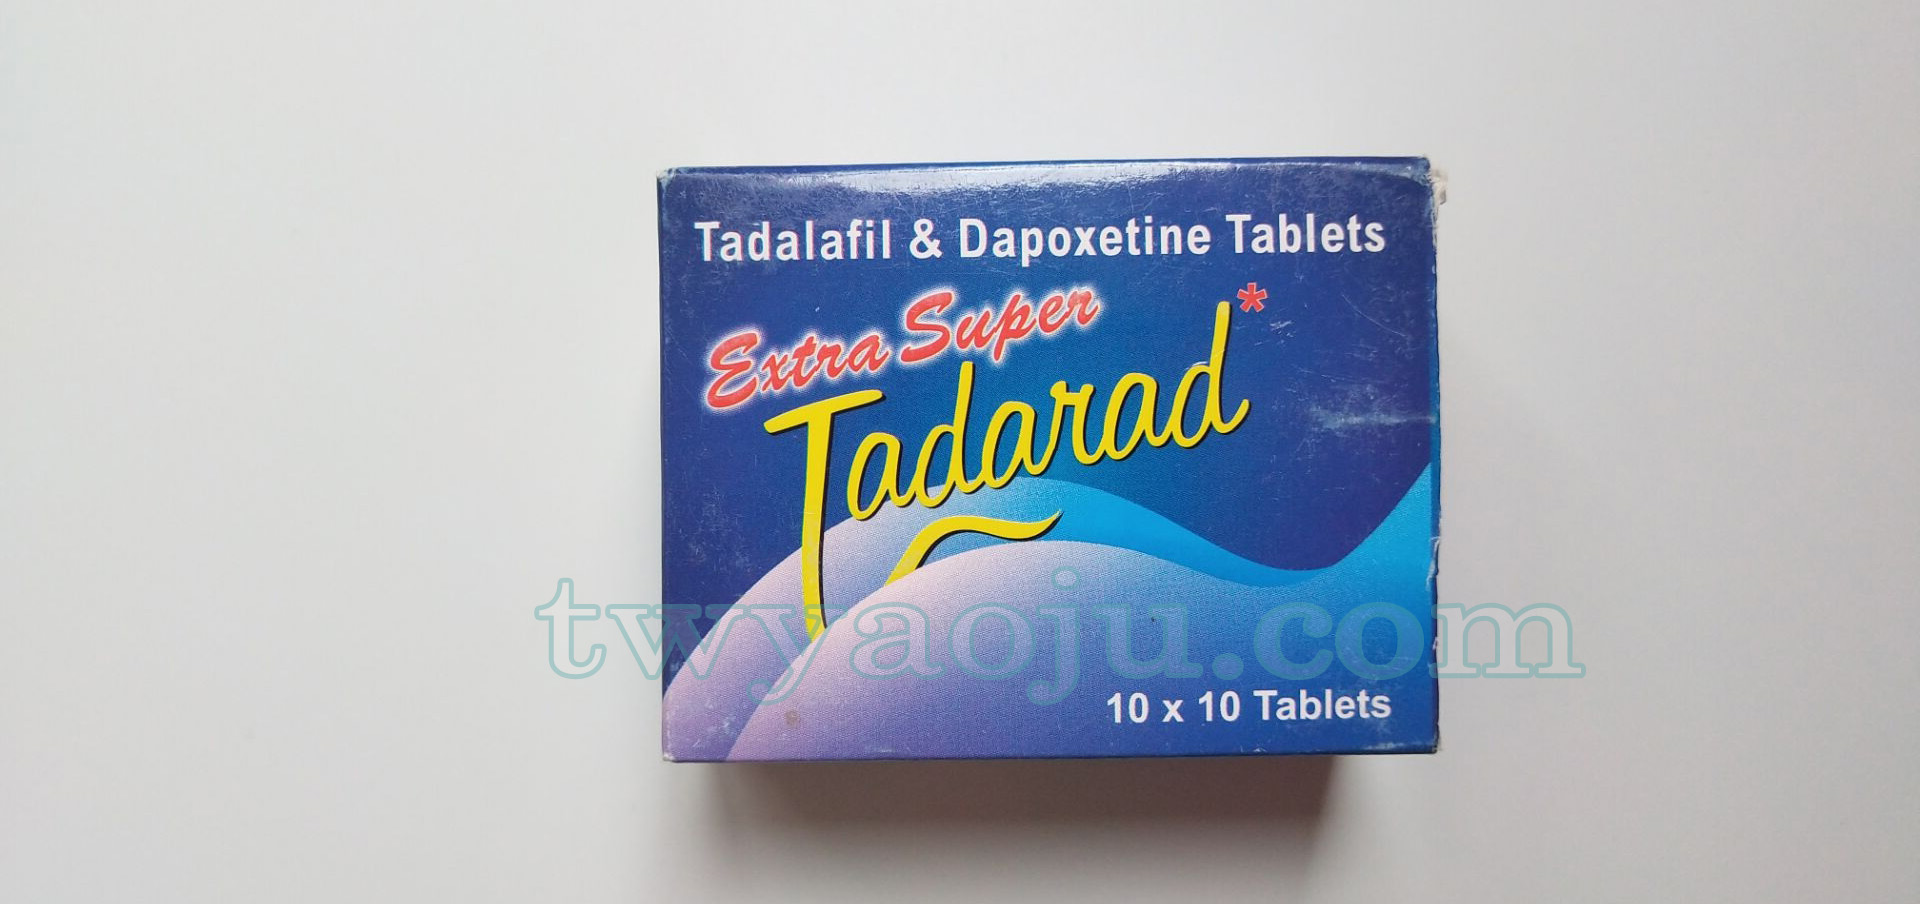 Tadalafil & Dapoxetine Tablets
Extra Super
Tadarad*
twyaoju.com
10 x 10 Tablets